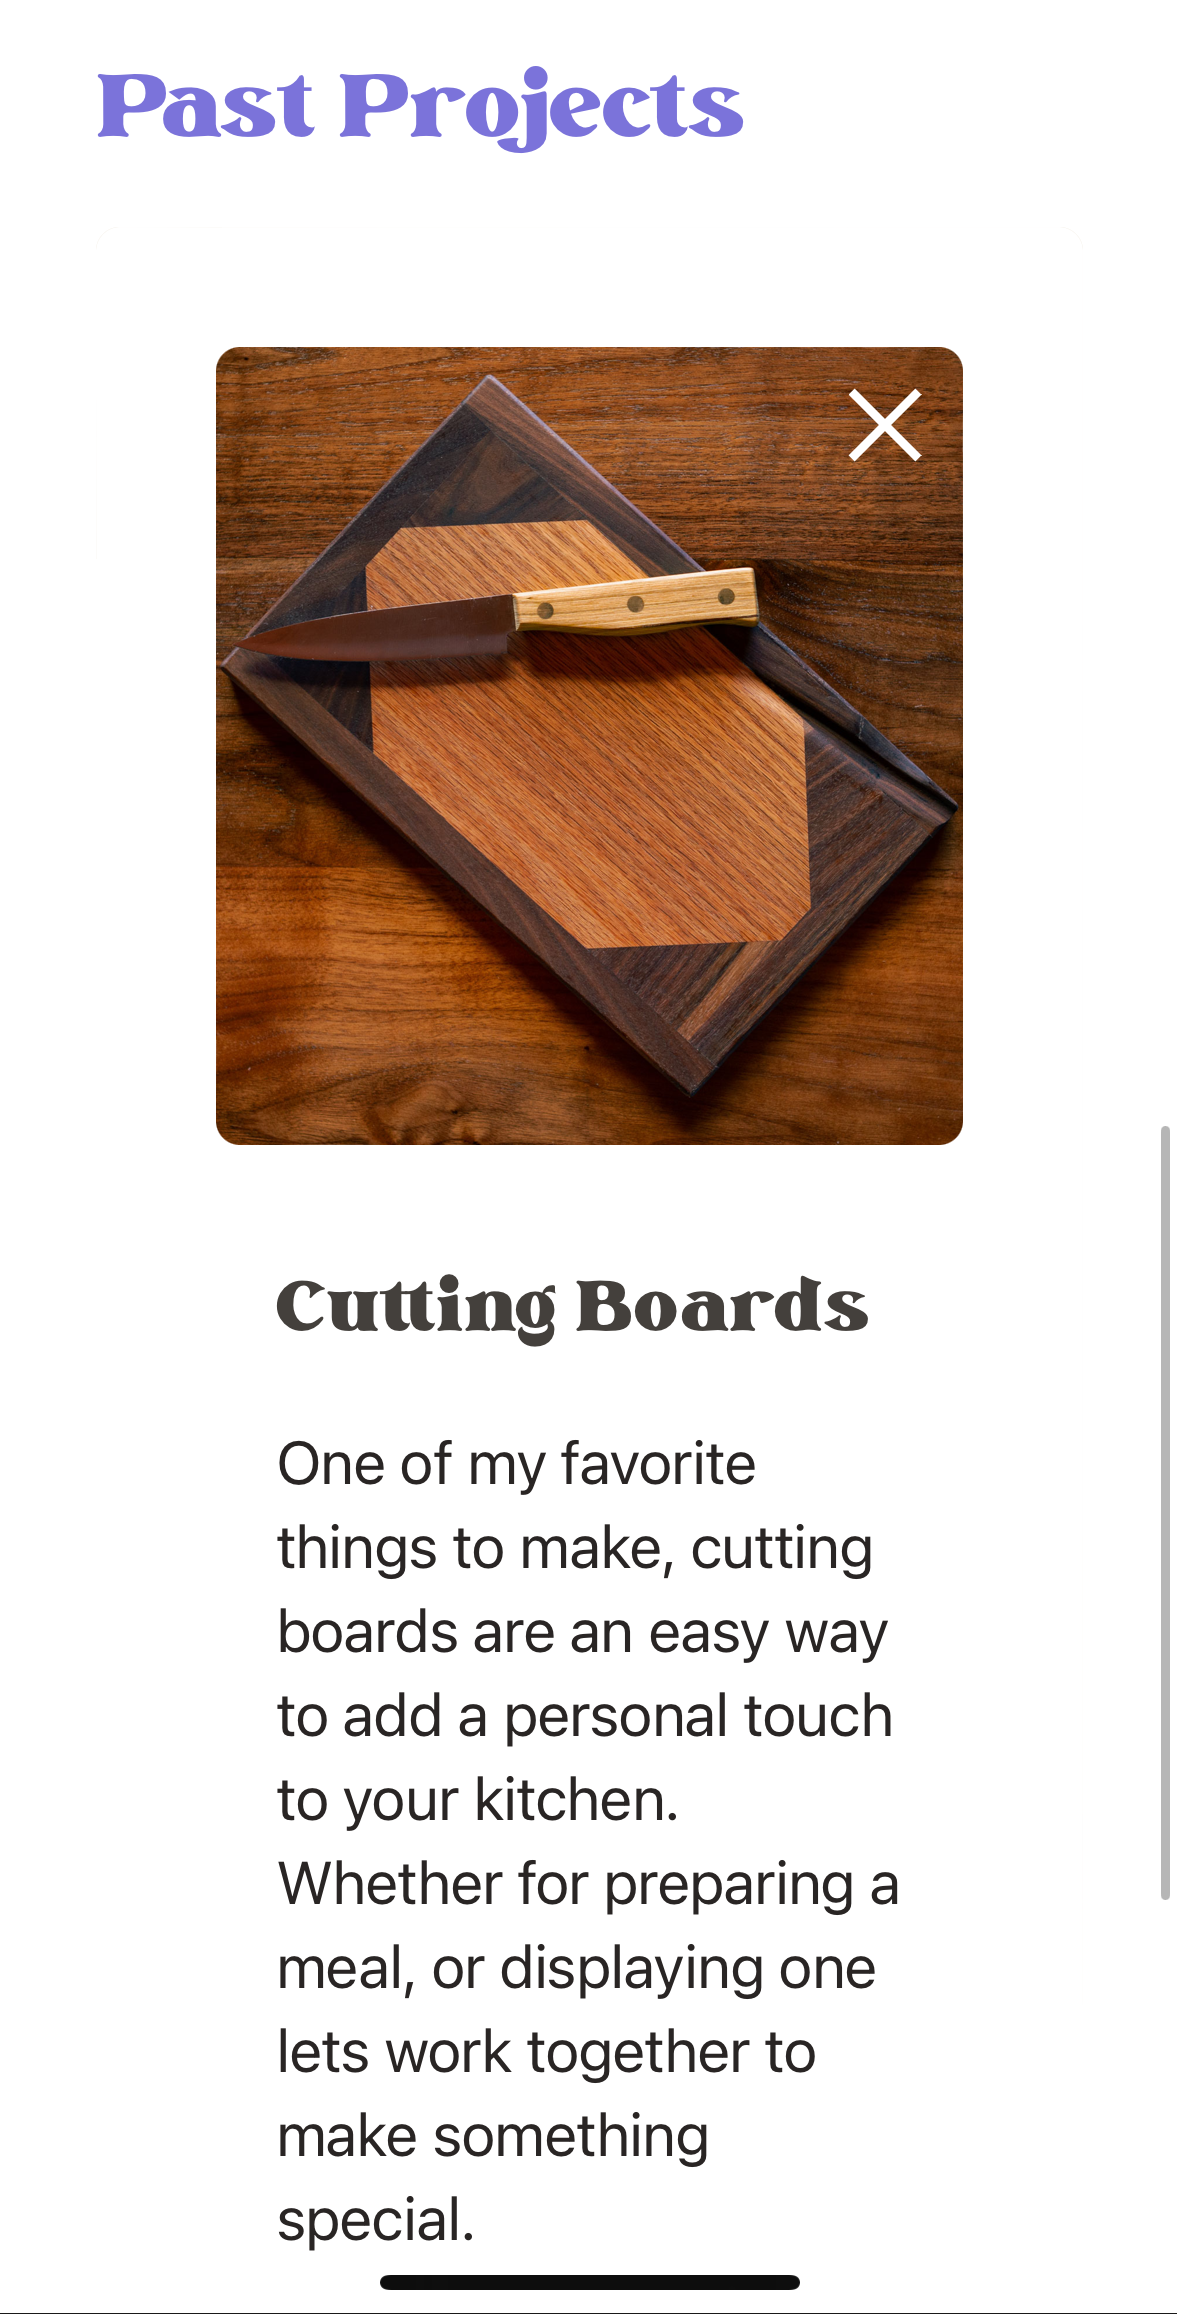 Past Projects
Cutting Boards
One of my favorite
things to make, cutting
boards are an easy way
to add a personal touch
to your kitchen.
Whether for preparing a
meal, or displaying one
lets work together to
make something
special.